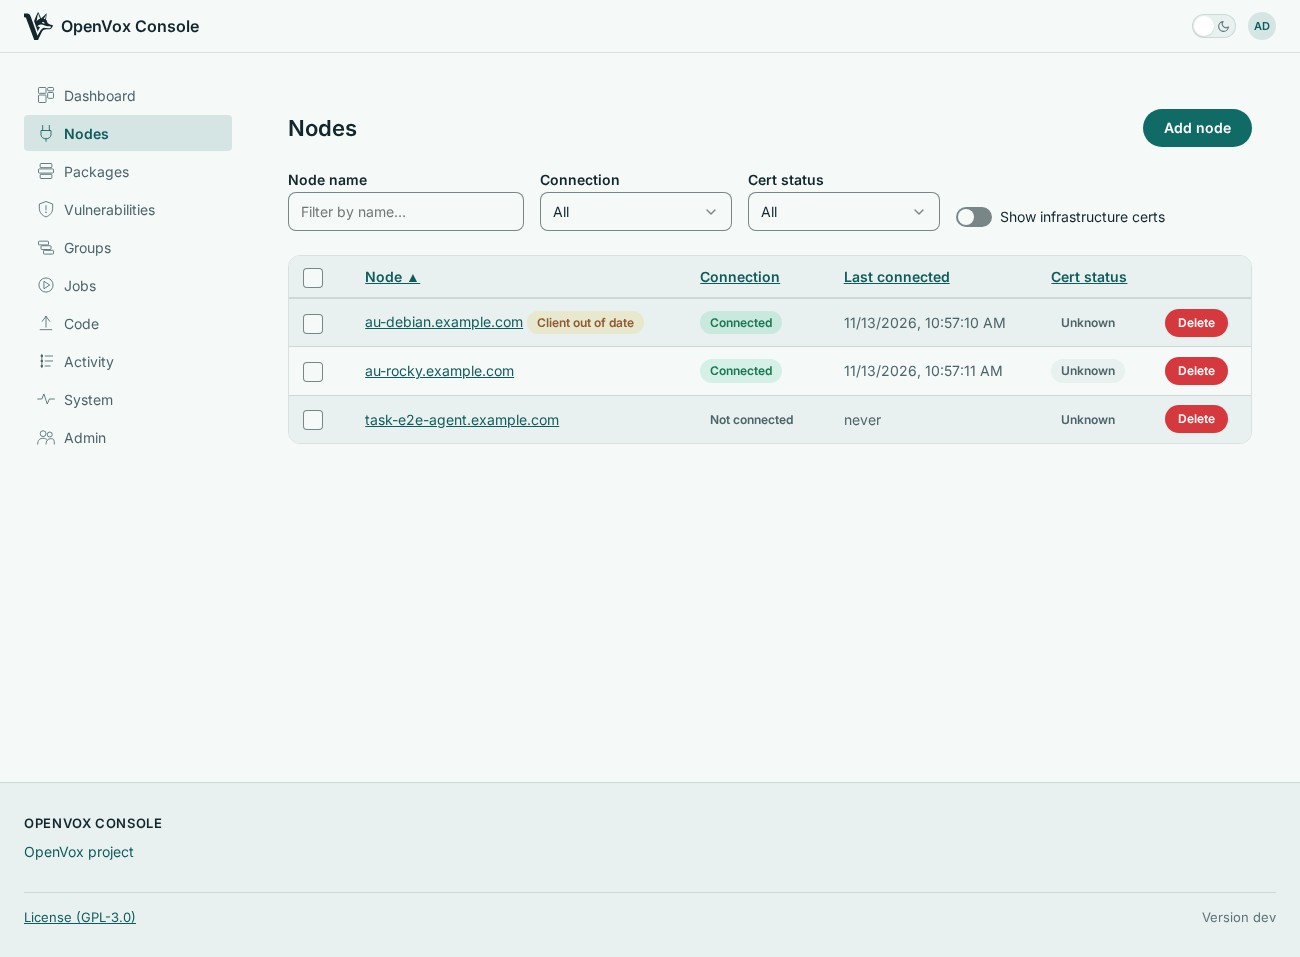 OpenVox Console
AD
Dashboard
Nodes
Packages
Vulnerabilities
Groups
Jobs
Code
Activity
System
Admin
Nodes
Add node
Node name
Connection
Cert status
Filter by name...
All
All
Show infrastructure certs
Node ▲ Connection Last connected Cert status
au-debian.example.com Client out of date Connected 11/13/2026, 10:57:10 AM Unknown Delete
au-rocky.example.com Connected 11/13/2026, 10:57:11 AM Unknown Delete
task-e2e-agent.example.com Not connected never Unknown Delete
OPENVOX CONSOLE
OpenVox project
License (GPL-3.0)
Version dev